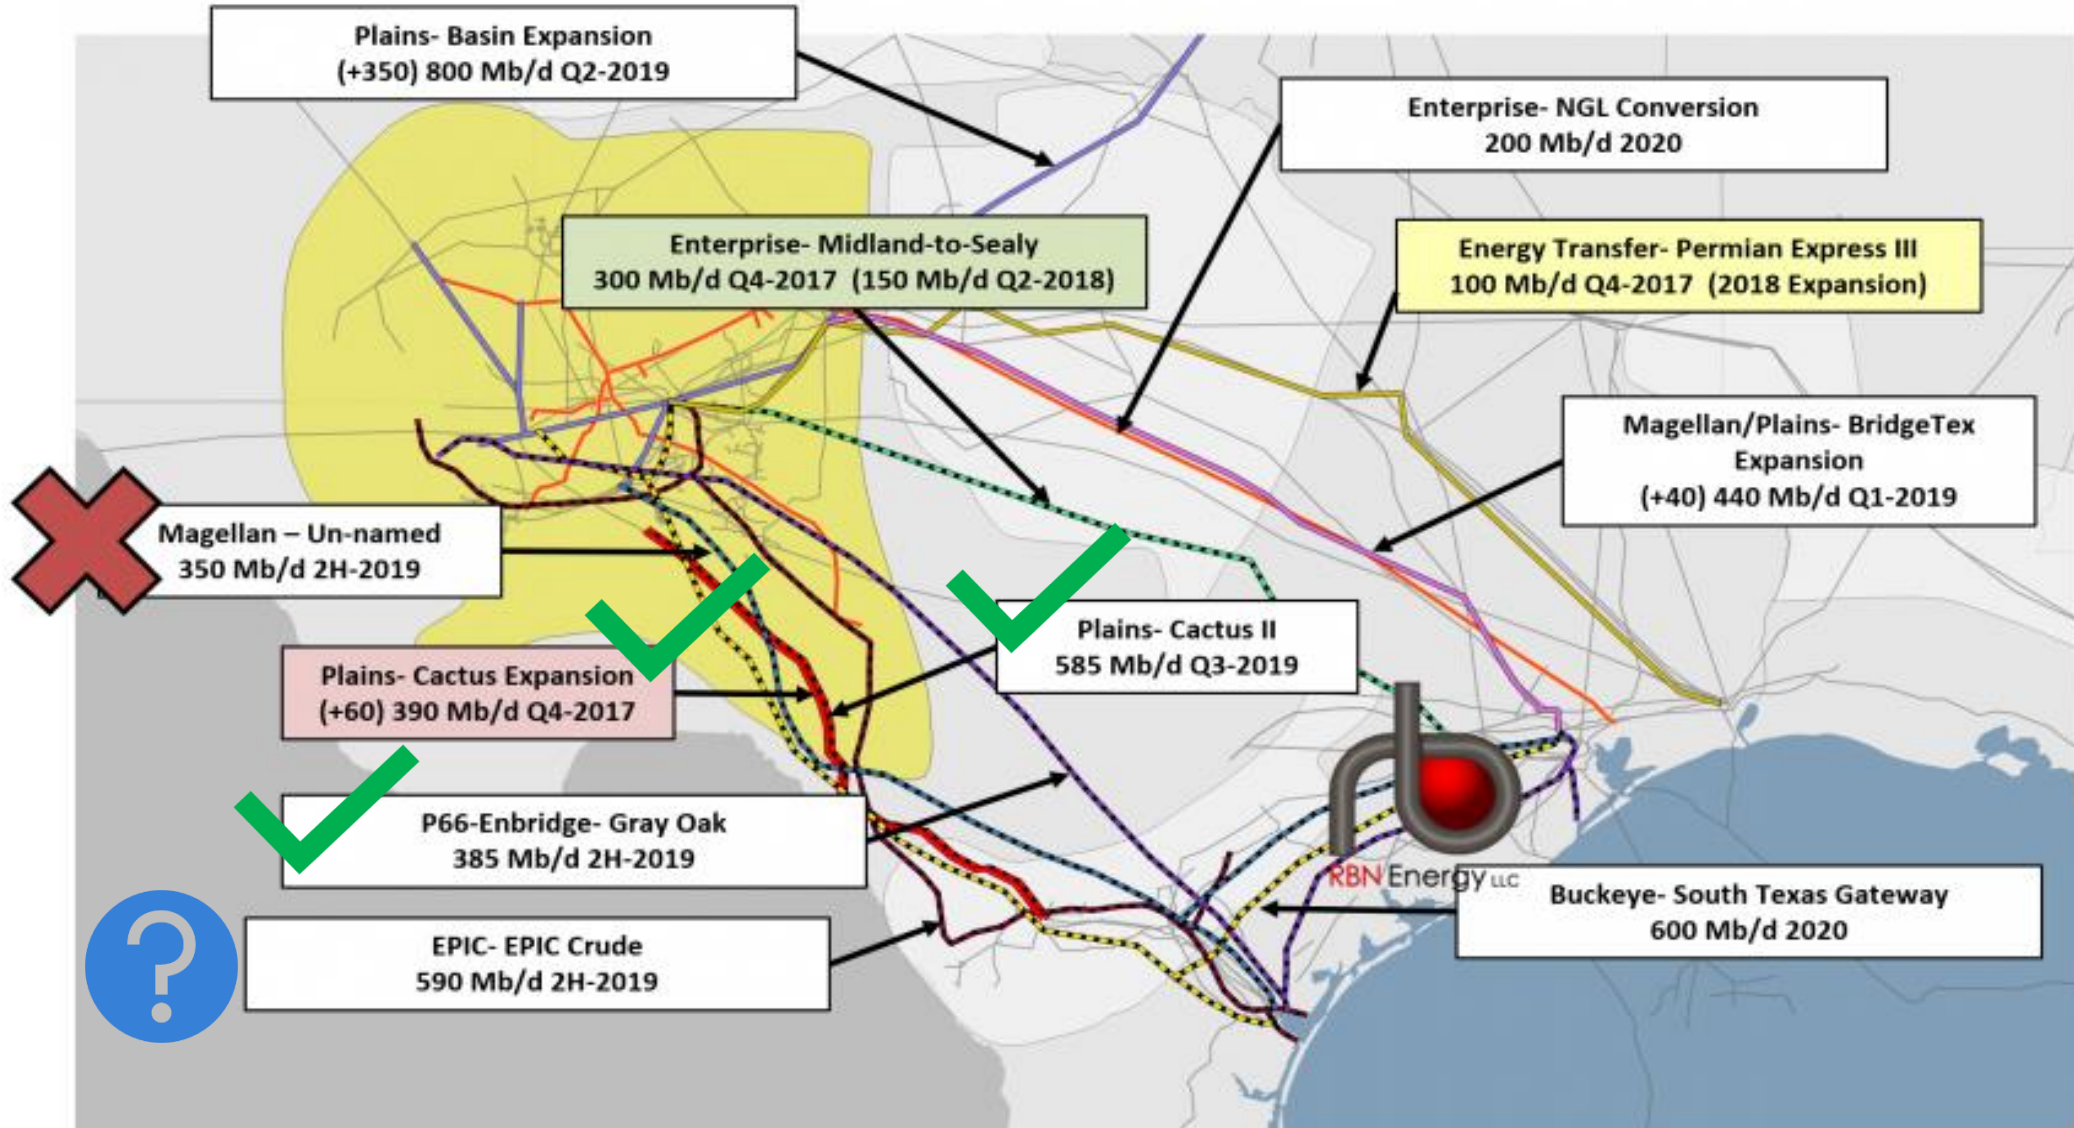 Plains- Basin Expansion
(+350) 800 Mb/d Q2-2019
Enterprise- NGL Conversion
200 Mb/d 2020
Enterprise- Midland-to-Sealy
300 Mb/d Q4-2017 (150 Mb/d Q2-2018)
Energy Transfer- Permian Express III
100 Mb/d Q4-2017 (2018 Expansion)
Magellan/Plains- BridgeTex
Expansion
(+40) 440 Mb/d Q1-2019
Magellan – Un-named
350 Mb/d 2H-2019
Plains- Cactus II
585 Mb/d Q3-2019
Plains- Cactus Expansion
(+60) 390 Mb/d Q4-2017
P66-Enbridge- Gray Oak
385 Mb/d 2H-2019
RBN Energy LLC
Buckeye- South Texas Gateway
600 Mb/d 2020
EPIC- EPIC Crude
590 Mb/d 2H-2019
?